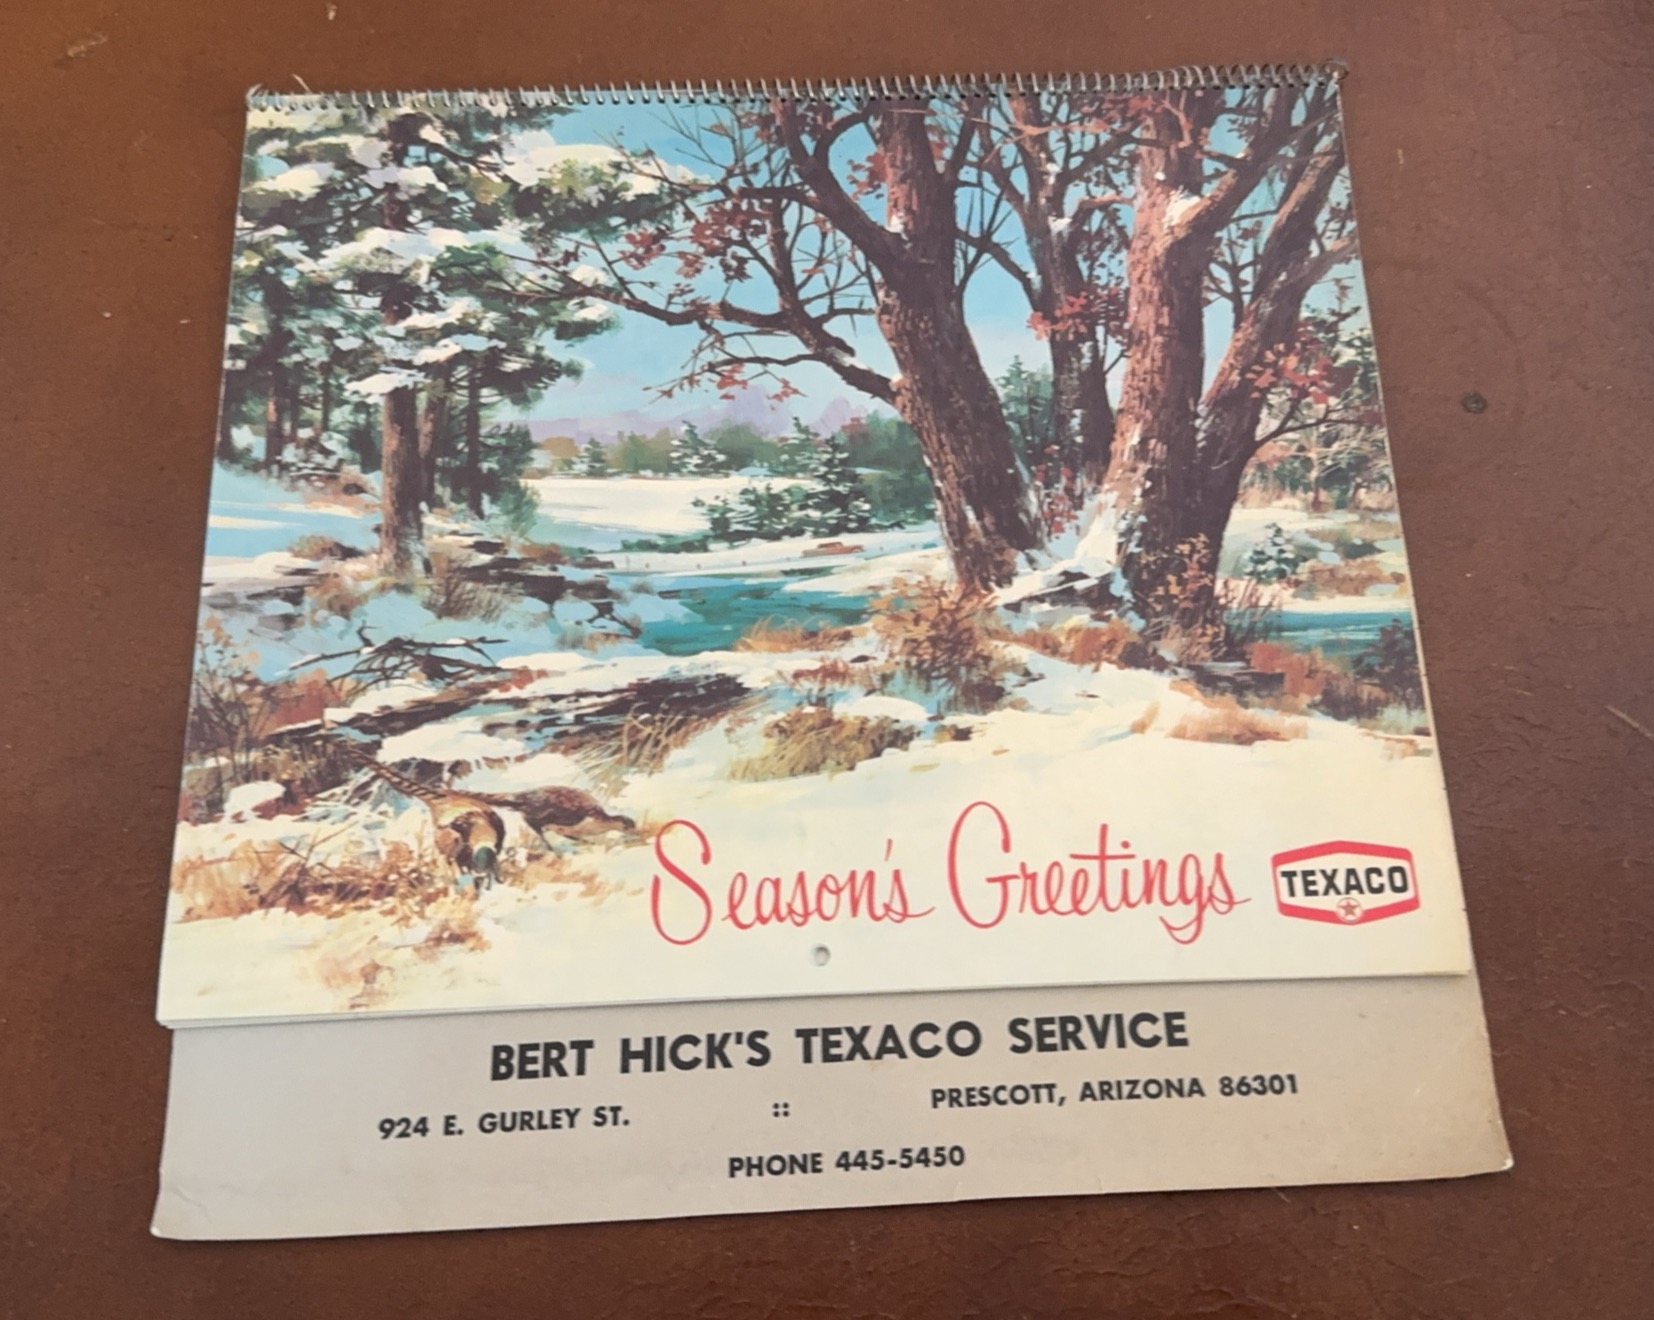 Season's Greetings
TEXACO
BERT HICK'S TEXACO SERVICE
924 E. GURLEY ST. :: PRESCOTT, ARIZONA 86301
PHONE 445-5450